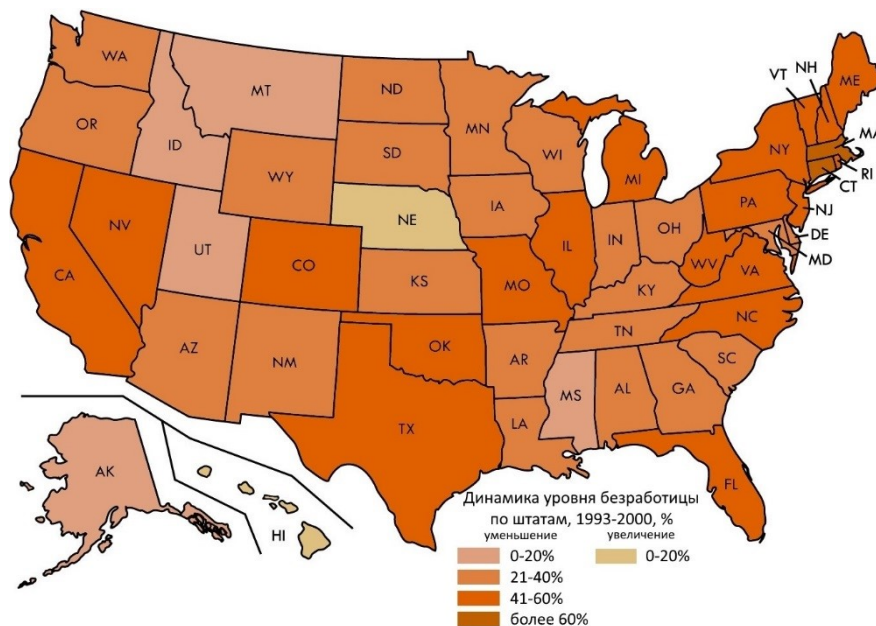 WA
MT
ND
MN
VT
NH
ME
OR
ID
SD
WI
NY
MA
WY
MI
RI
CT
NE
IA
PA
NJ
NV
UT
IL
IN
OH
DE
MD
CA
CO
KS
MO
WV
VA
KY
NC
AZ
NM
OK
AR
TN
SC
MS
AL
GA
TX
LA
FL
AK
HI
Динамика уровня безработицы
по штатам, 1993-2000, %
уменьшение увеличение
0-20% 0-20%
21-40%
41-60%
более 60%